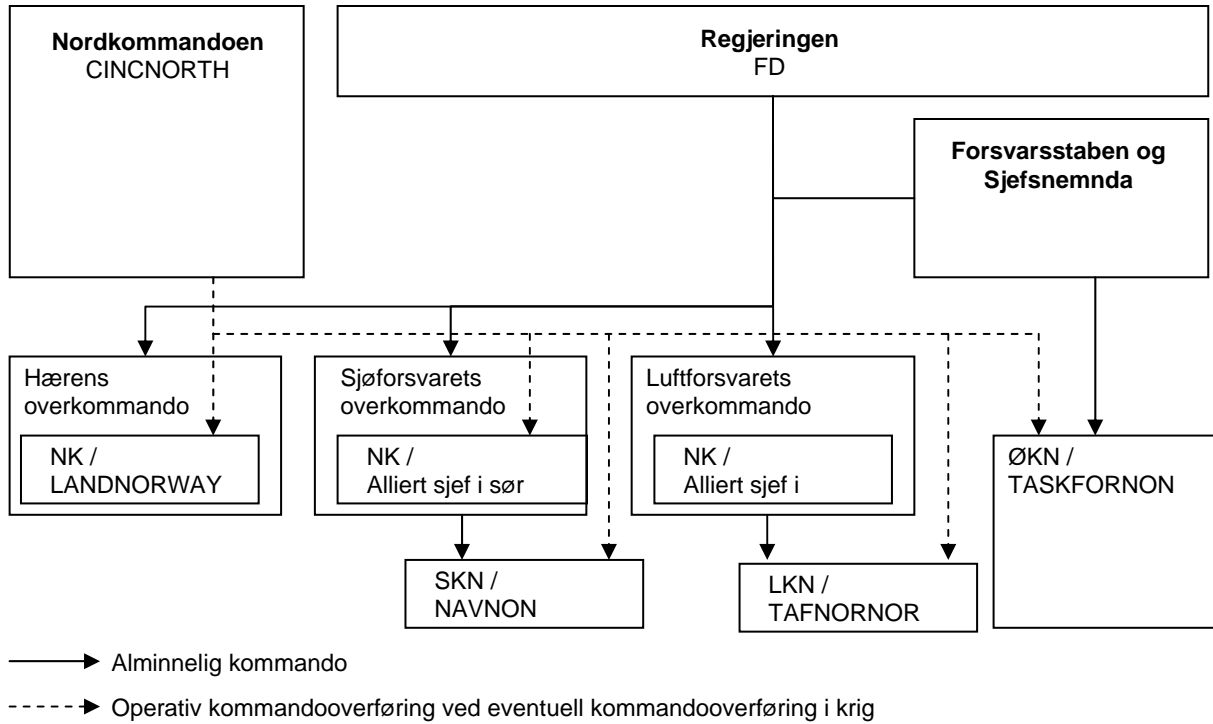 Nordkommandoen
CINCNORTH
Regjeringen
FD
Forsvarsstaben og
Sjefsnemnda
Hærens
overkommando
NK /
LANDNORWAY
Sjøforsvarets
overkommando
NK /
Alliert sjef i sør
Luftforsvarets
overkommando
NK /
Alliert sjef i
ØKN /
TASKFORNON
SKN /
NAVNON
LKN /
TAFNORNOR
Alminnelig kommando
Operativ kommandooverføring ved eventuell kommandooverføring i krig